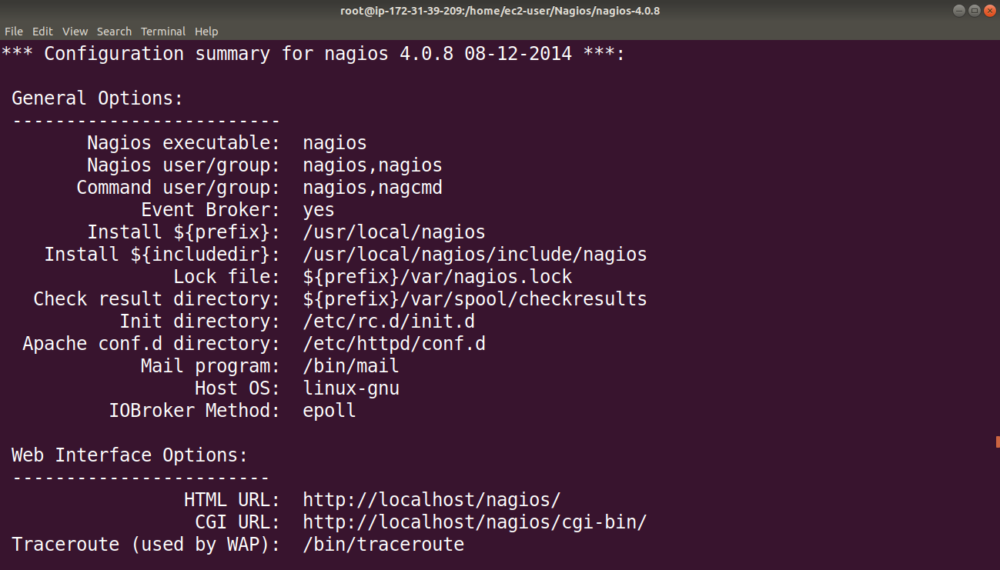 root@ip-172-31-39-209:/home/ec2-user/Nagios/nagios-4.0.8
File Edit View Search Terminal Help
*** Configuration summary for nagios 4.0.8 08-12-2014 ***:
General Options:
-------------------------
Nagios executable: nagios
Nagios user/group: nagios,nagios
Command user/group: nagios,nagcmd
Event Broker: yes
Install ${prefix}: /usr/local/nagios
Install ${includedir}: /usr/local/nagios/include/nagios
Lock file: ${prefix}/var/nagios.lock
Check result directory: ${prefix}/var/spool/checkresults
Init directory: /etc/rc.d/init.d
Apache conf.d directory: /etc/httpd/conf.d
Mail program: /bin/mail
Host OS: linux-gnu
IOBroker Method: epoll
Web Interface Options:
------------------------
HTML URL: http://localhost/nagios/
CGI URL: http://localhost/nagios/cgi-bin/
Traceroute (used by WAP): /bin/traceroute